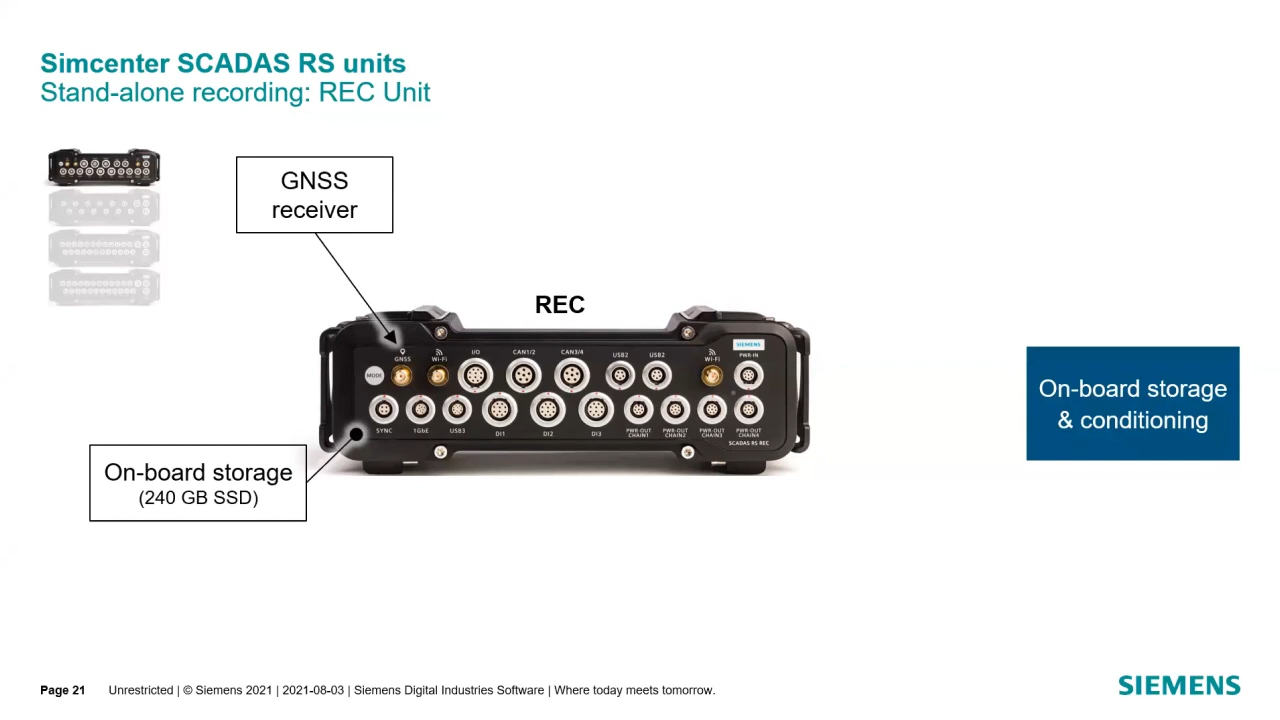 Simcenter SCADAS RS units
Stand-alone recording: REC Unit
GNSS
receiver
REC
SIEMENS
GNSS
Wi-Fi
I/O
CAN1/2
CAN3/4
USB2
USB2
Wi-Fi
PWR-IN
MODE
SYNC
1GbE
USB3
DI1
DI2
DI3
PWR-OUT
CHAIN1
PWR-OUT
CHAIN2
PWR-OUT
CHAIN3
PWR-OUT
CHAIN4
SCADAS RS REC
On-board storage
& conditioning
On-board storage
(240 GB SSD)
Page 21 Unrestricted | © Siemens 2021 | 2021-08-03 | Siemens Digital Industries Software | Where today meets tomorrow.
SIEMENS